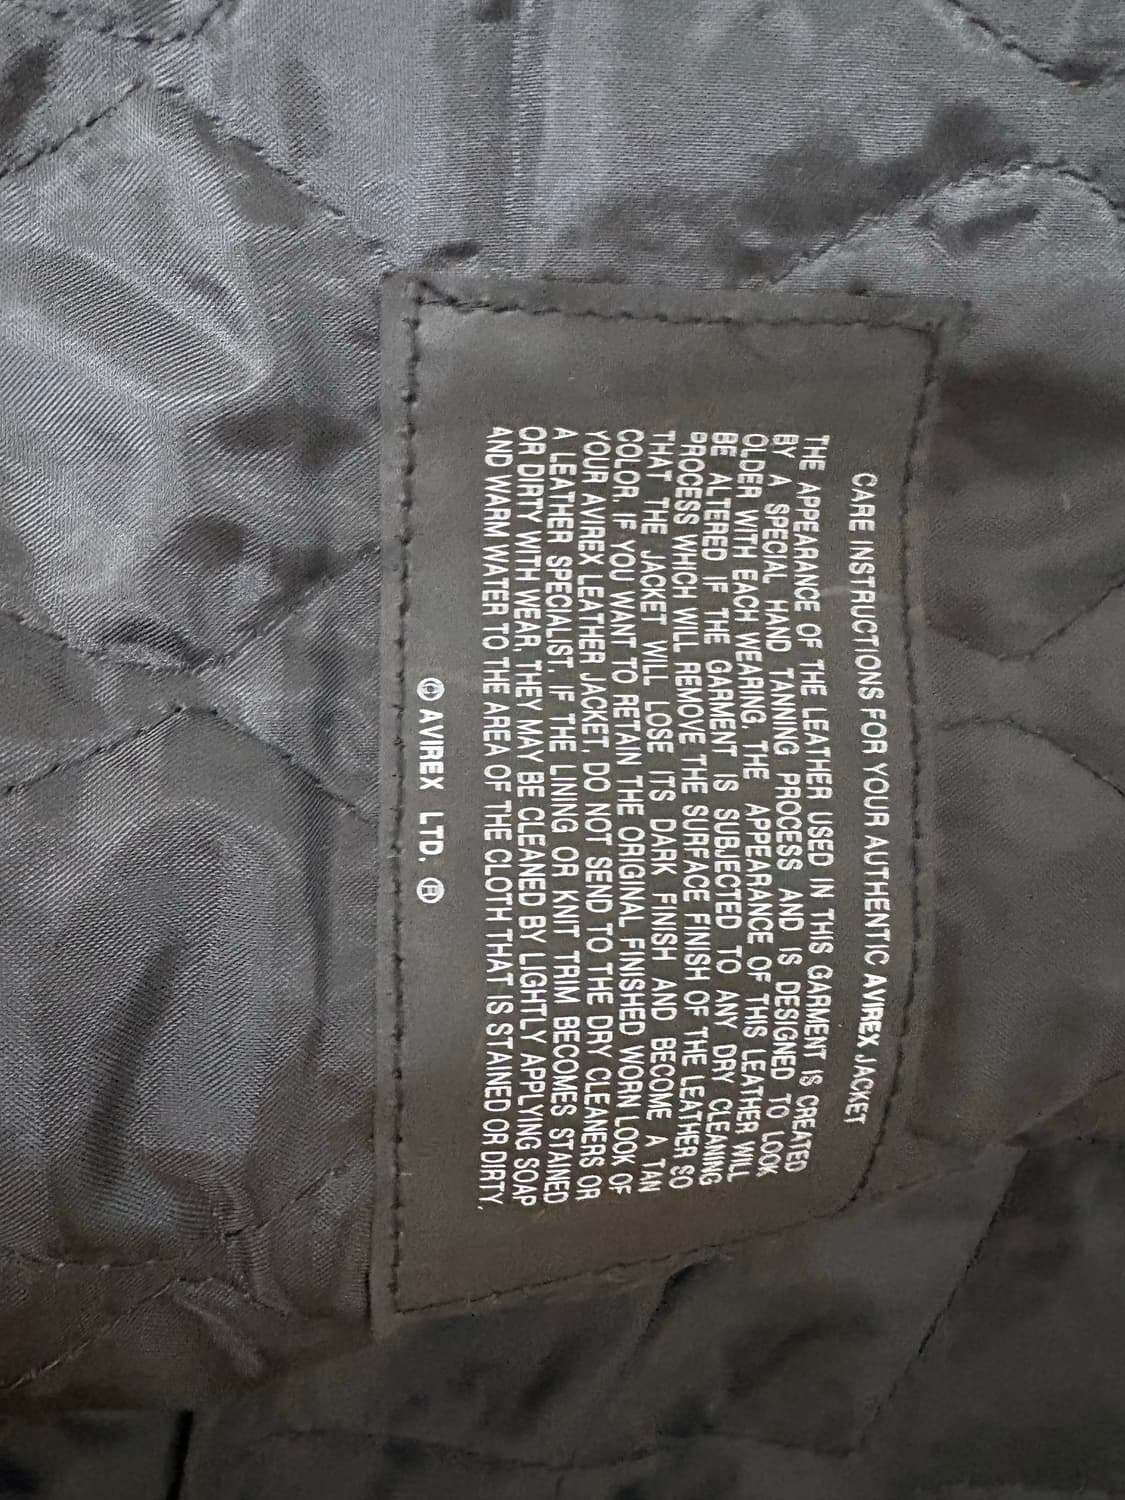 CARE INSTRUCTIONS FOR YOUR AUTHENTIC AVIREX JACKET
THE APPEARANCE OF THE LEATHER USED IN THIS GARMENT IS CREATED
BY A SPECIAL HAND TANNING PROCESS AND IS DESIGNED TO LOOK
OLDER WITH EACH WEARING. THE APPEARANCE OF THIS LEATHER WILL
BE ALTERED IF THE GARMENT IS SUBJECTED TO ANY DRY CLEANING
PROCESS WHICH WILL REMOVE THE SURFACE FINISH OF THE LEATHER SO
THAT THE JACKET WILL LOSE ITS DARK FINISH AND BECOME A TAN
COLOR. IF YOU WANT TO RETAIN THE ORIGINAL FINISHED WORN LOOK OF
YOUR AVIREX LEATHER JACKET, DO NOT SEND TO THE DRY CLEANERS OR
A LEATHER SPECIALIST. IF THE LINING OR KNIT TRIM BECOMES STAINED
OR DIRTY WITH WEAR, THEY MAY BE CLEANED BY LIGHTLY APPLYING SOAP
AND WARM WATER TO THE AREA OF THE CLOTH THAT IS STAINED OR DIRTY.
© AVIREX LTD. ®